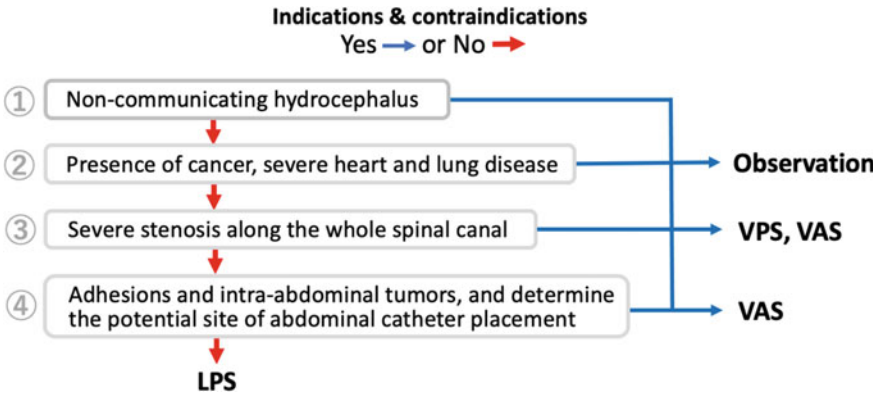 Indications & contraindications
Yes or No
① Non-communicating hydrocephalus
② Presence of cancer, severe heart and lung disease
Observation
③ Severe stenosis along the whole spinal canal
VPS, VAS
④ Adhesions and intra-abdominal tumors, and determine
the potential site of abdominal catheter placement
VAS
LPS